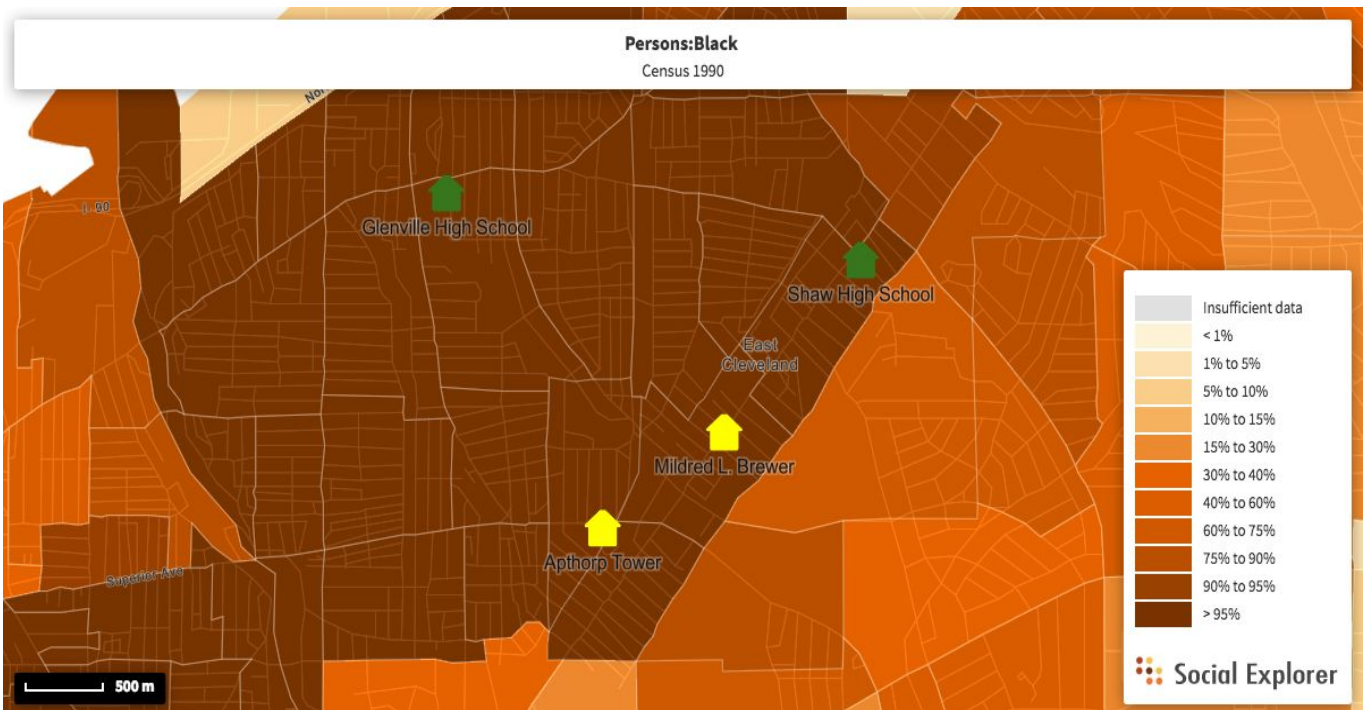 Persons:Black
Census 1990
Nor
I- 90
Glenville High School
Shaw High School
East
Cleveland
Mildred L. Brewer
Apthorp Tower
Superior Ave
Insufficient data
< 1%
1% to 5%
5% to 10%
10% to 15%
15% to 30%
30% to 40%
40% to 60%
60% to 75%
75% to 90%
90% to 95%
> 95%
Social Explorer
500 m